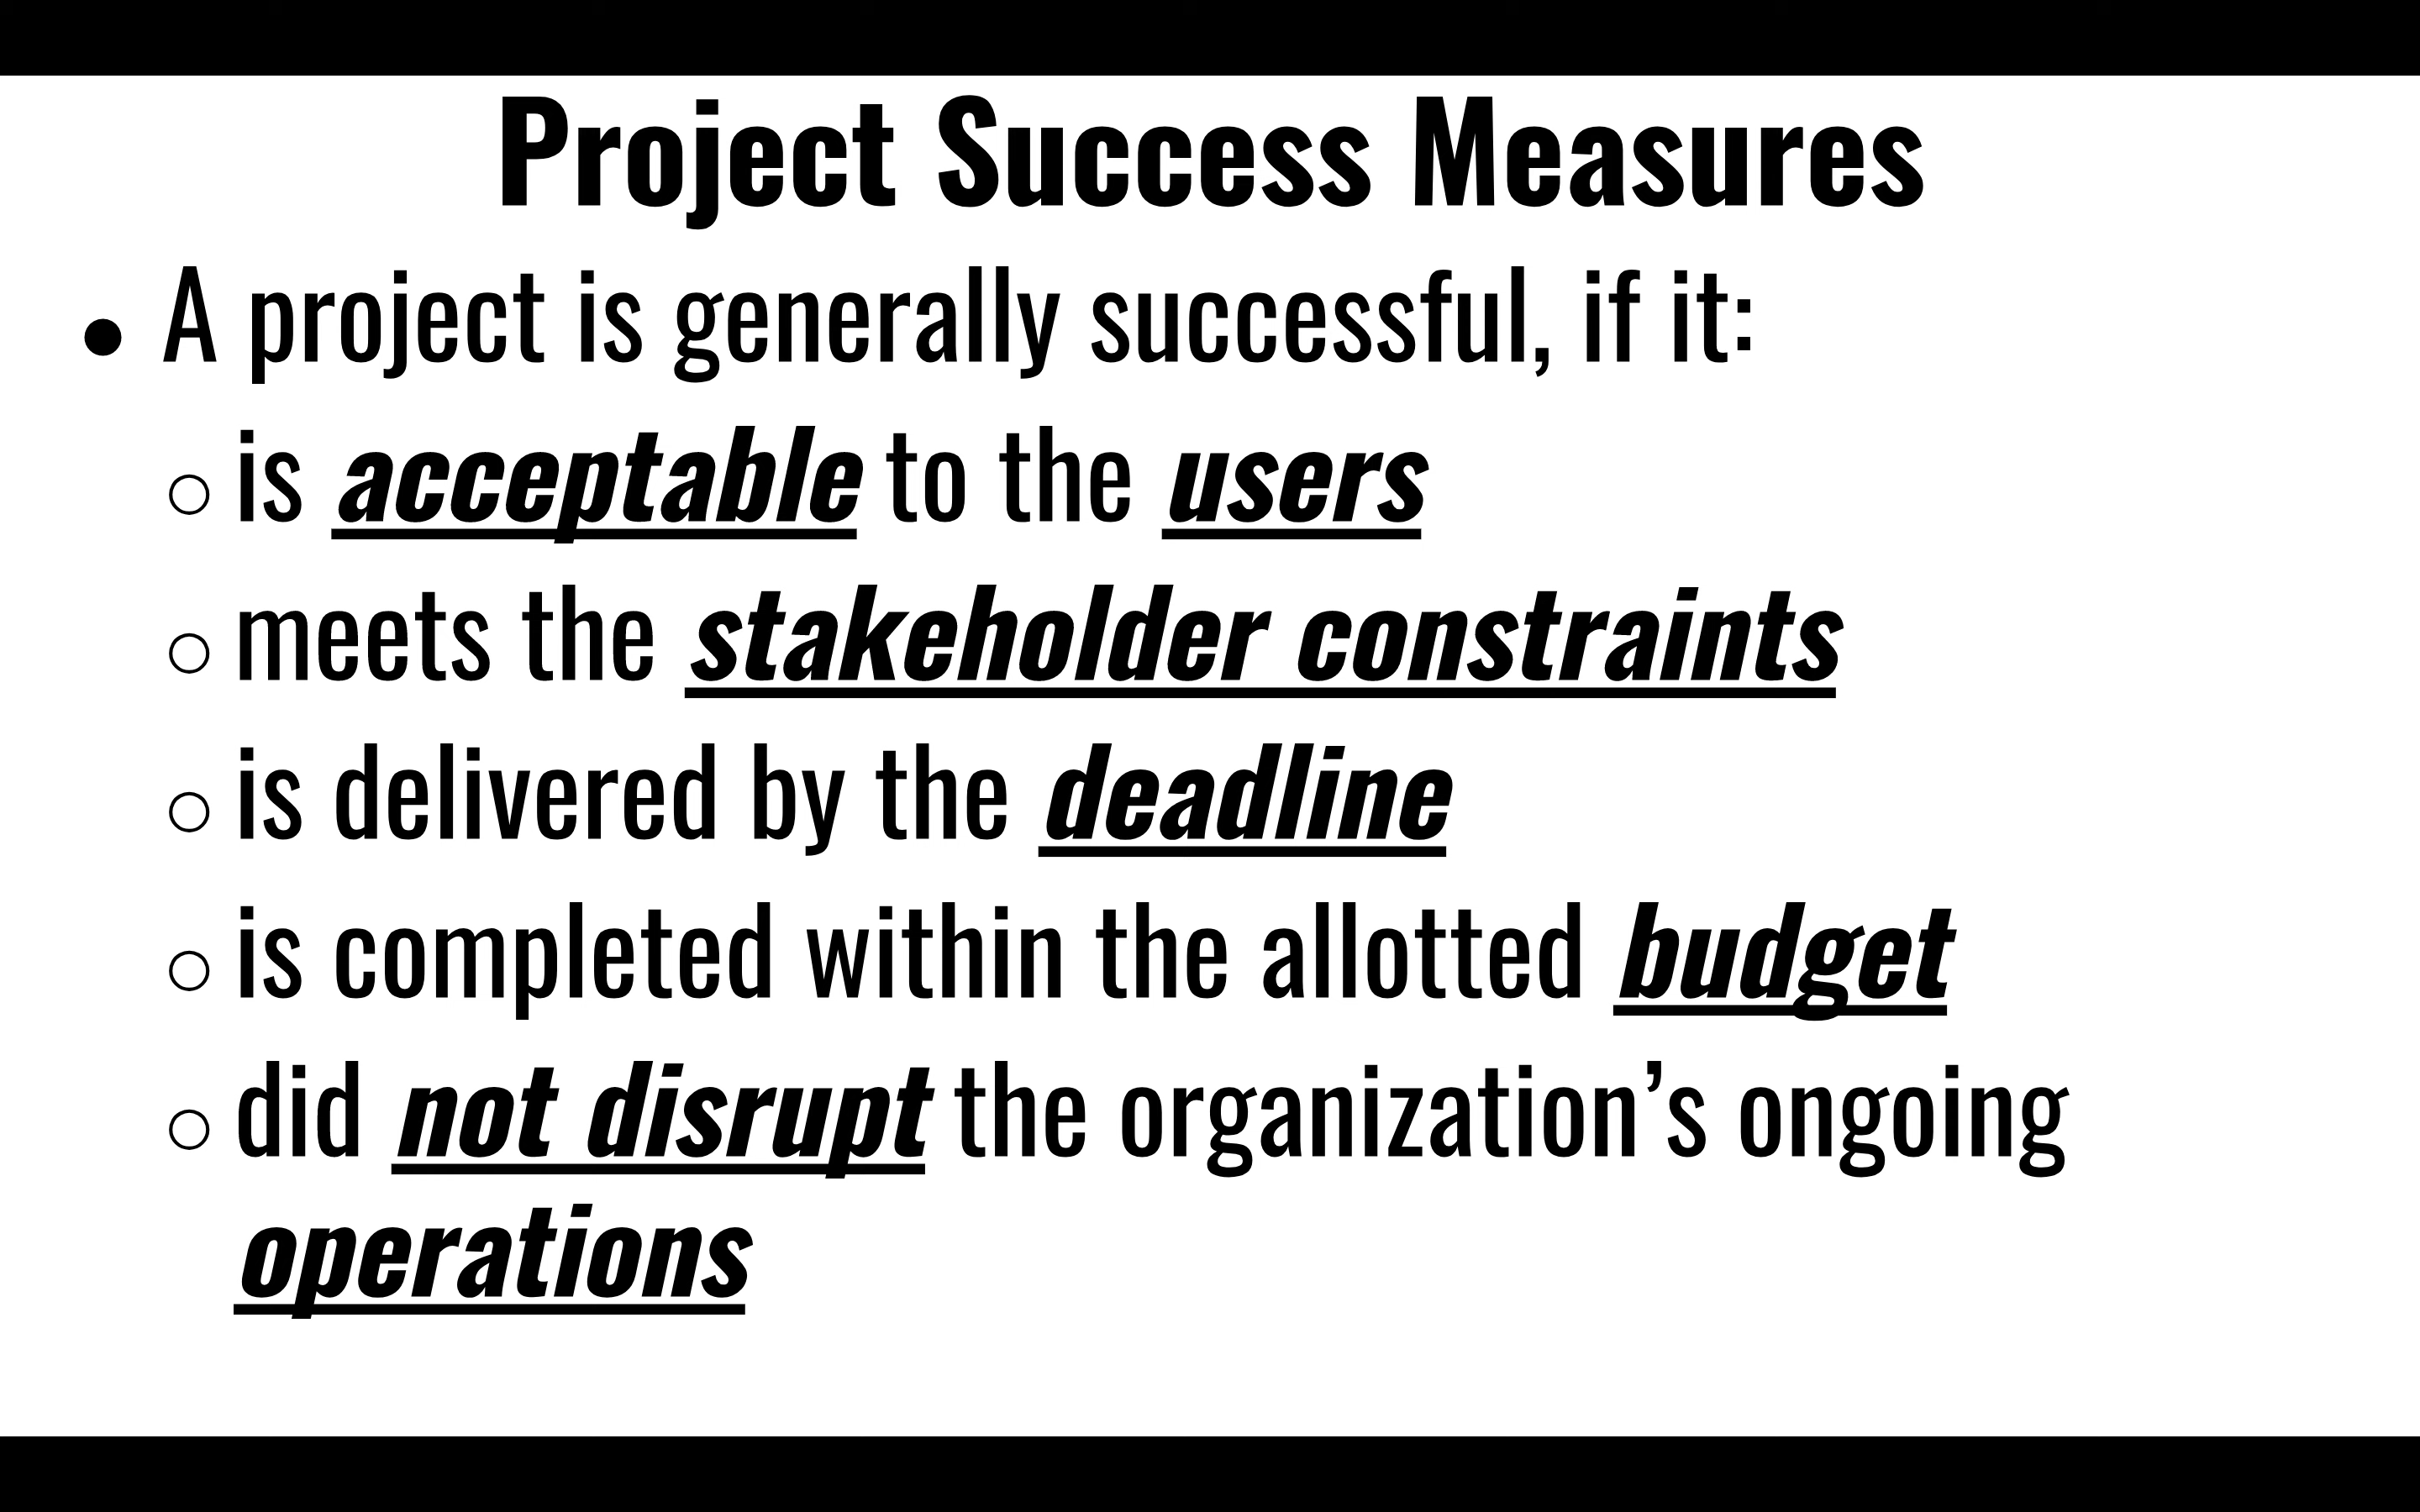 Project Success Measures
• A project is generally successful, if it:
○ is acceptable to the users
○ meets the stakeholder constraints
○ is delivered by the deadline
○ is completed within the allotted budget
○ did not disrupt the organization’s ongoing
operations